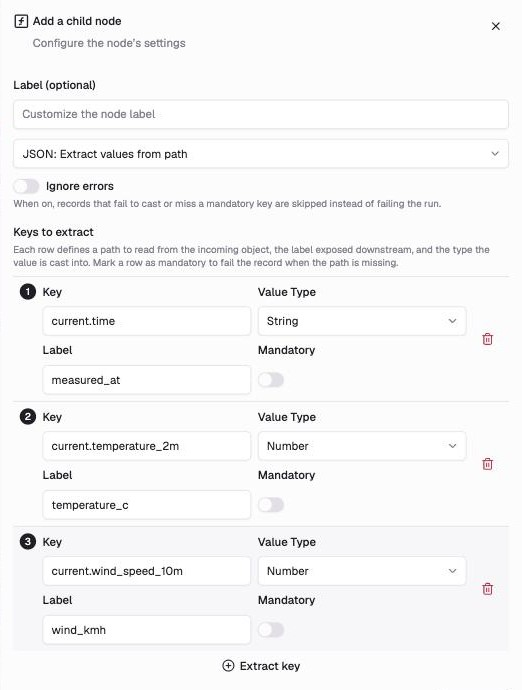 Add a child node
Configure the node's settings
Label (optional)
Customize the node label
JSON: Extract values from path
Ignore errors
When on, records that fail to cast or miss a mandatory key are skipped instead of failing the run.
Keys to extract
Each row defines a path to read from the incoming object, the label exposed downstream, and the type the
value is cast into. Mark a row as mandatory to fail the record when the path is missing.
1 Key Value Type
current.time String
Label Mandatory
measured_at
2 Key Value Type
current.temperature_2m Number
Label Mandatory
temperature_c
3 Key Value Type
current.wind_speed_10m Number
Label Mandatory
wind_kmh
Extract key